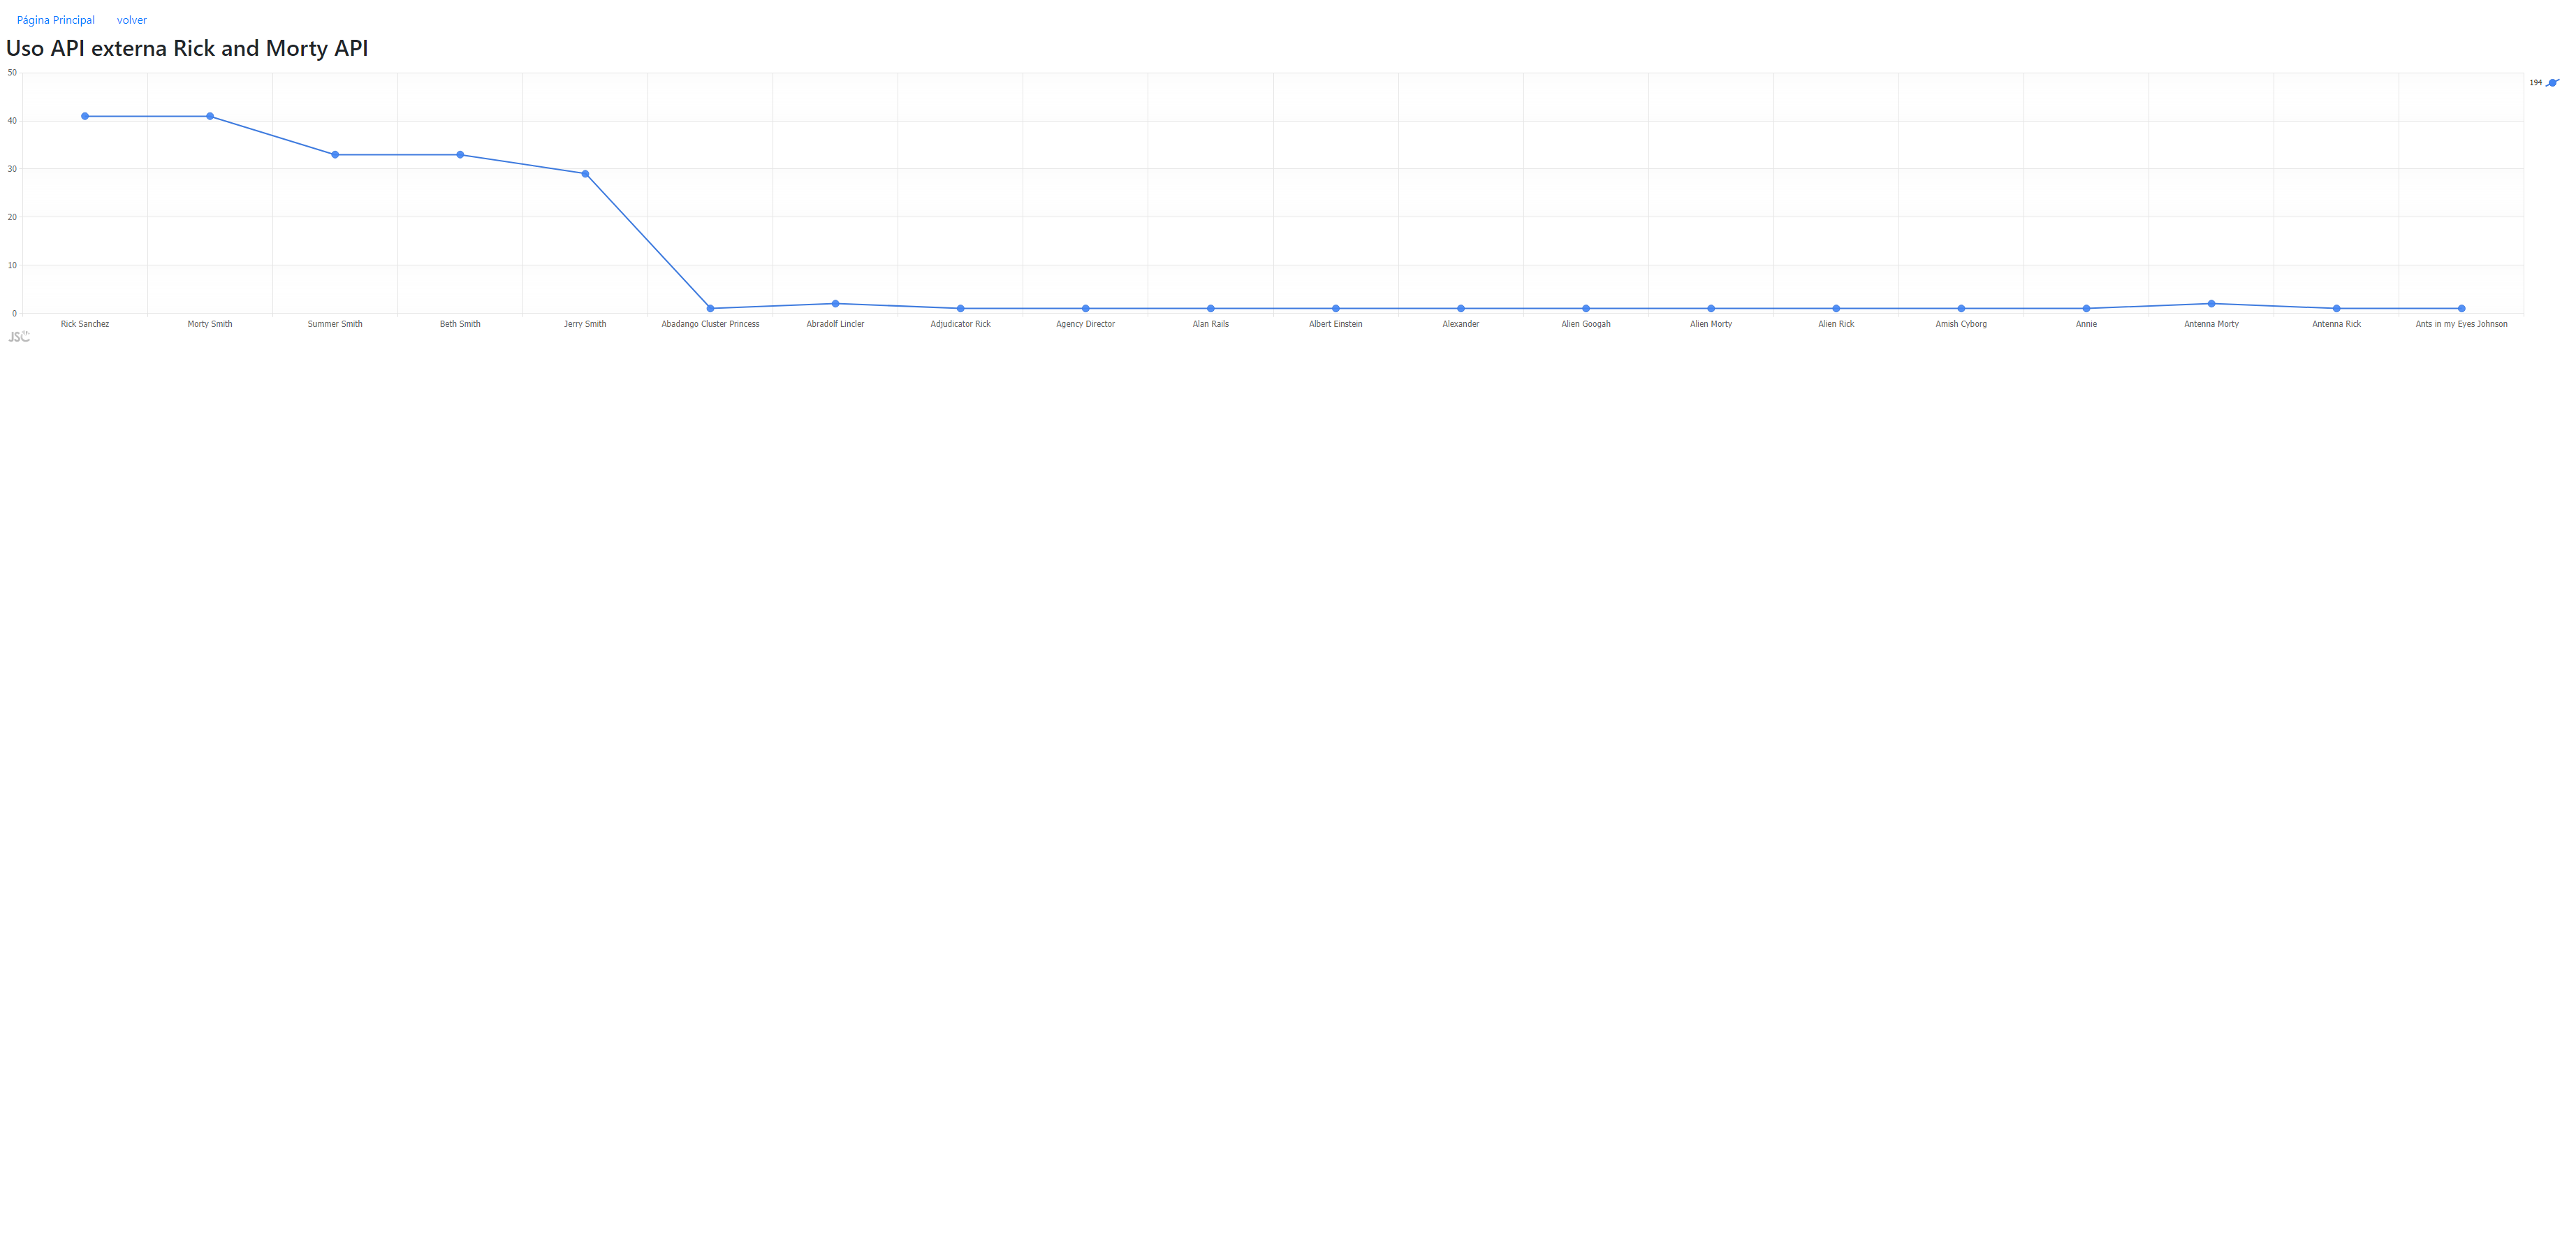 Página Principal volver
Uso API externa Rick and Morty API
50
40
30
20
10
0
194
Rick Sanchez Morty Smith Summer Smith Beth Smith Jerry Smith Abadango Cluster Princess Abradolf Lincler Adjudicator Rick Agency Director Alan Rails Albert Einstein Alexander Alien Googah Alien Morty Alien Rick Amish Cyborg Annie Antenna Morty Antenna Rick Ants in my Eyes Johnson
JSC